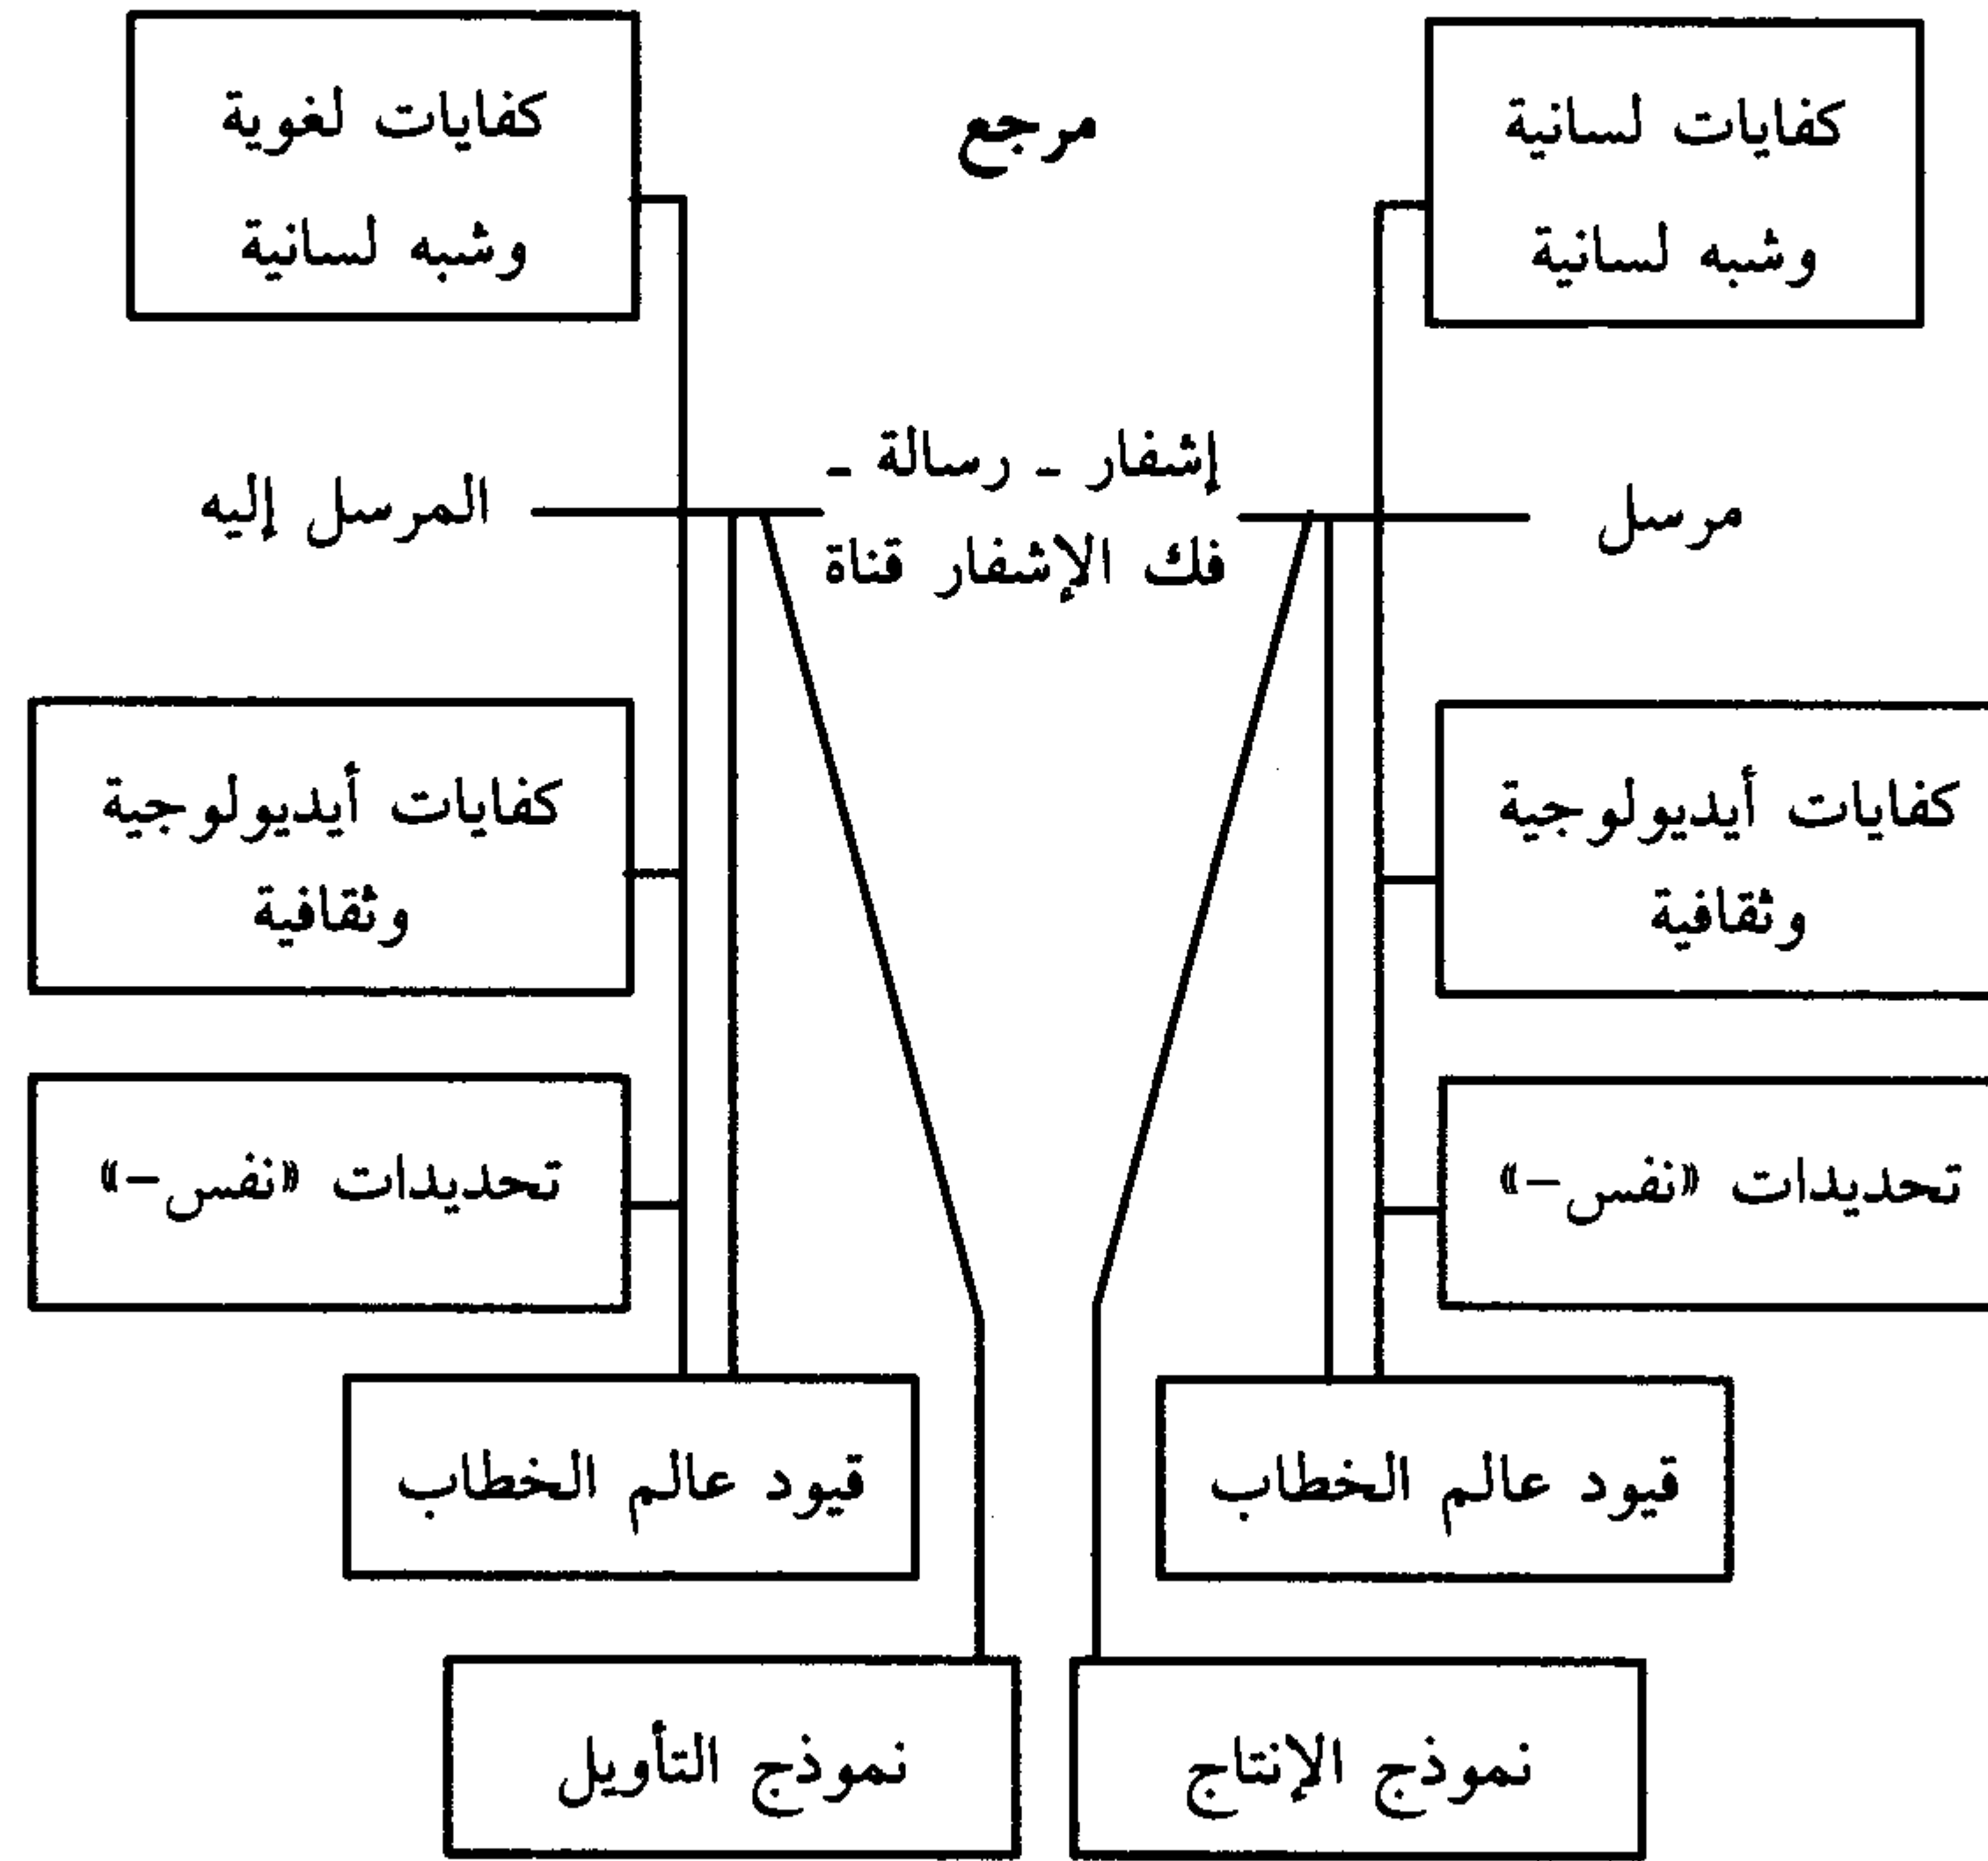 كفايات لسانية
وشبه لسانية
مرجع
كفايات لغوية
وشبه لسانية
مرسل
إشفار - رسالة -
فك الإشفار قناة
المرسل إليه
كفايات أيديولوجية
وثقافية
كفايات أيديولوجية
وثقافية
تحديدات «نفس–»
تحديدات «نفس–»
قيود عالم الخطاب
قيود عالم الخطاب
نموذج الإنتاج
نموذج التأويل